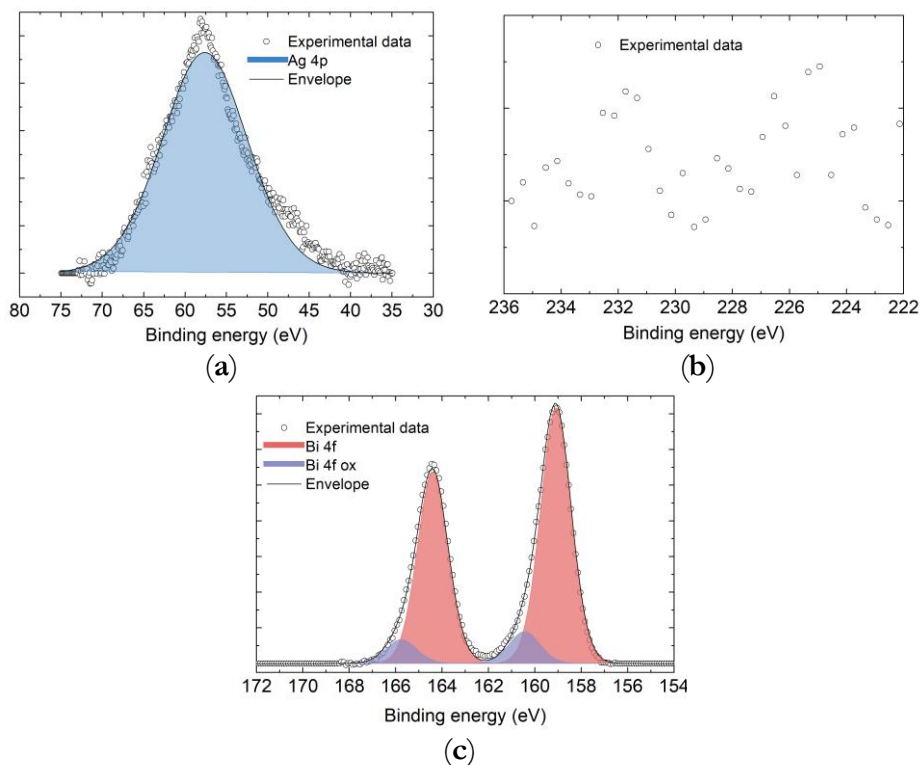 Experimental data
Ag 4p
Envelope
80 75 70 65 60 55 50 45 40 35 30
Binding energy (eV)
(a)
Experimental data
236 234 232 230 228 226 224 222
Binding energy (eV)
(b)
Experimental data
Bi 4f
Bi 4f ox
Envelope
172 170 168 166 164 162 160 158 156 154
Binding energy (eV)
(c)